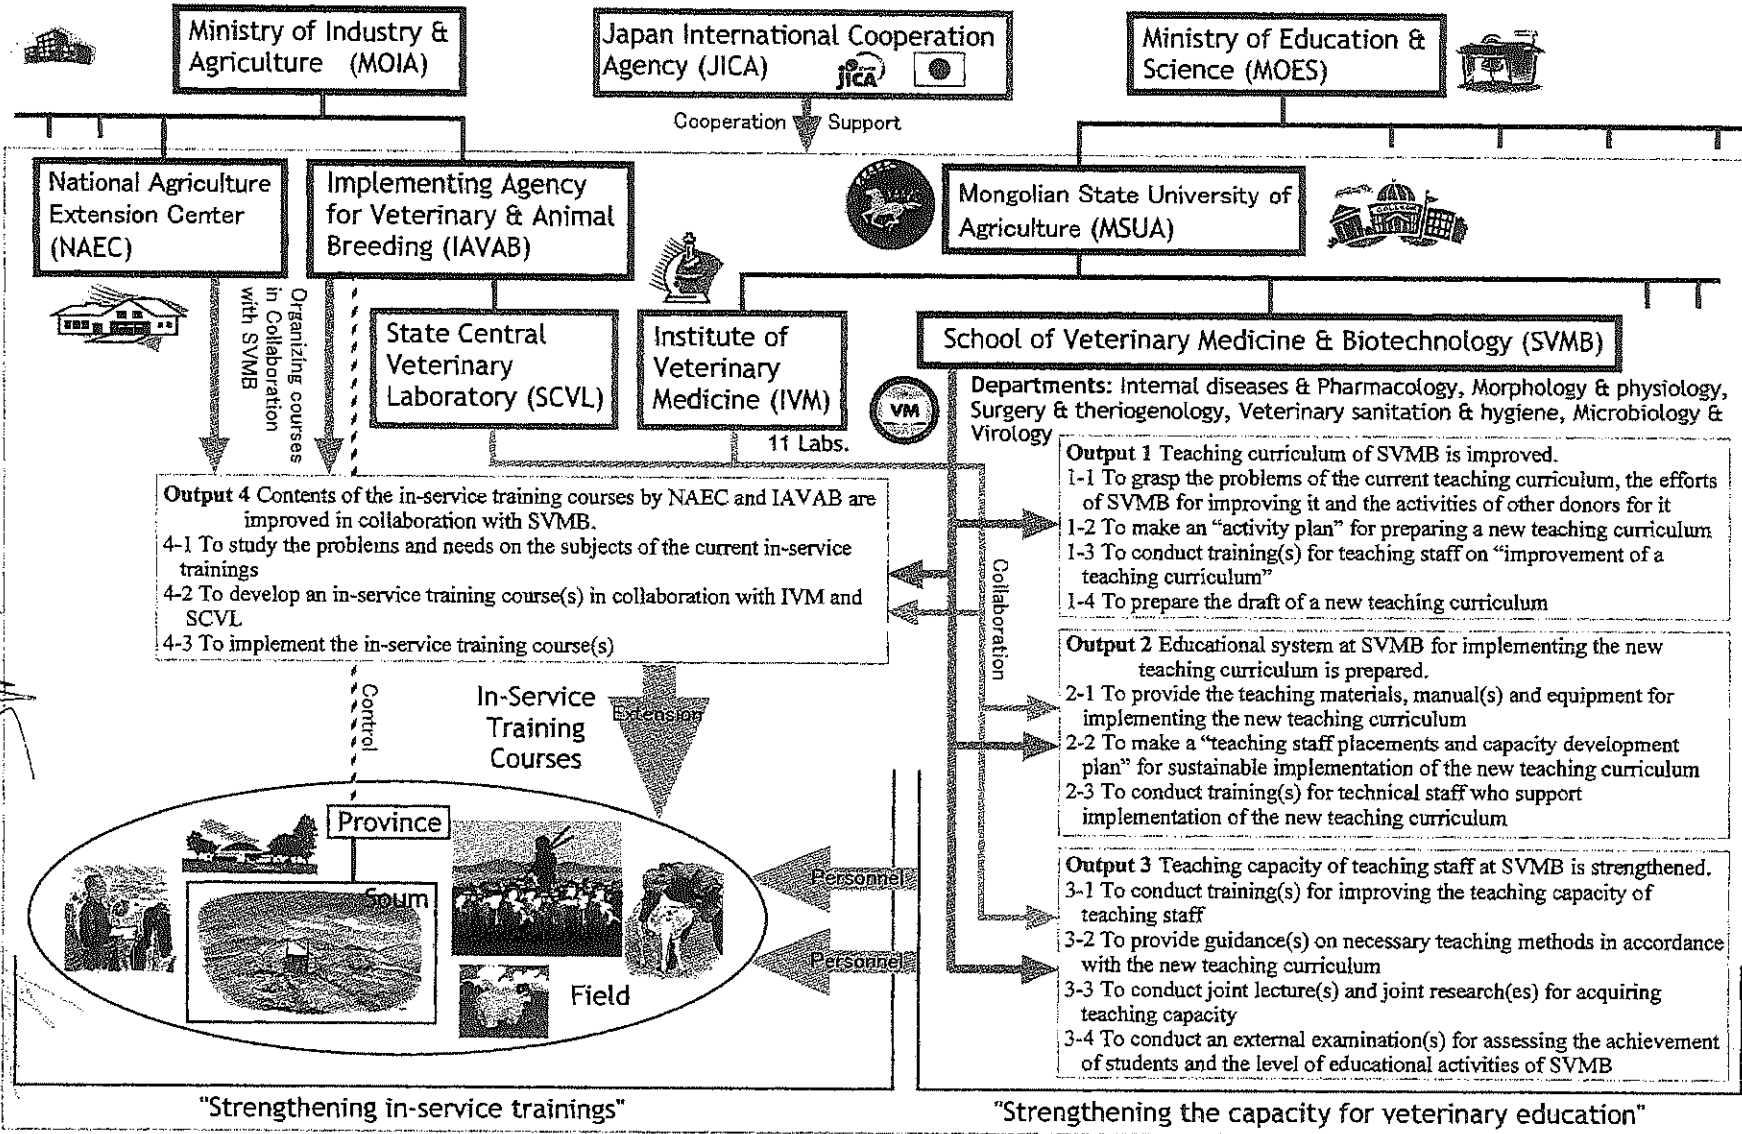 Ministry of Industry &
Agriculture (MOIA)
Japan International Cooperation
Agency (JICA)
jICA
Ministry of Education &
Science (MOES)
Cooperation Support
National Agriculture
Extension Center
(NAEC)
Implementing Agency
for Veterinary & Animal
Breeding (IAVAB)
Mongolian State University of
Agriculture (MSUA)
COLLEGE
Organizing courses
in Collaboration
with SVMB
State Central
Veterinary
Laboratory (SCVL)
Institute of
Veterinary
Medicine (IVM)
11 Labs.
School of Veterinary Medicine & Biotechnology (SVMB)
VM
Departments: Internal diseases & Pharmacology, Morphology & physiology,
Surgery & theriogenology, Veterinary sanitation & hygiene, Microbiology &
Virology
Output 4 Contents of the in-service training courses by NAEC and IAVAB are
improved in collaboration with SVMB.
4-1 To study the problems and needs on the subjects of the current in-service
trainings
4-2 To develop an in-service training course(s) in collaboration with IVM and
SCVL
4-3 To implement the in-service training course(s)
Collaboration
Output 1 Teaching curriculum of SVMB is improved.
1-1 To grasp the problems of the current teaching curriculum, the efforts
of SVMB for improving it and the activities of other donors for it
1-2 To make an “activity plan” for preparing a new teaching curriculum
1-3 To conduct training(s) for teaching staff on “improvement of a
teaching curriculum”
1-4 To prepare the draft of a new teaching curriculum
Output 2 Educational system at SVMB for implementing the new
teaching curriculum is prepared.
2-1 To provide the teaching materials, manual(s) and equipment for
implementing the new teaching curriculum
2-2 To make a “teaching staff placements and capacity development
plan” for sustainable implementation of the new teaching curriculum
2-3 To conduct training(s) for technical staff who support
implementation of the new teaching curriculum
Output 3 Teaching capacity of teaching staff at SVMB is strengthened.
3-1 To conduct training(s) for improving the teaching capacity of
teaching staff
3-2 To provide guidance(s) on necessary teaching methods in accordance
with the new teaching curriculum
3-3 To conduct joint lecture(s) and joint research(es) for acquiring
teaching capacity
3-4 To conduct an external examination(s) for assessing the achievement
of students and the level of educational activities of SVMB
Control
In-Service
Training
Courses
Extension
Province
Soum
Field
Personnel
Personnel
"Strengthening in-service trainings"
"Strengthening the capacity for veterinary education"